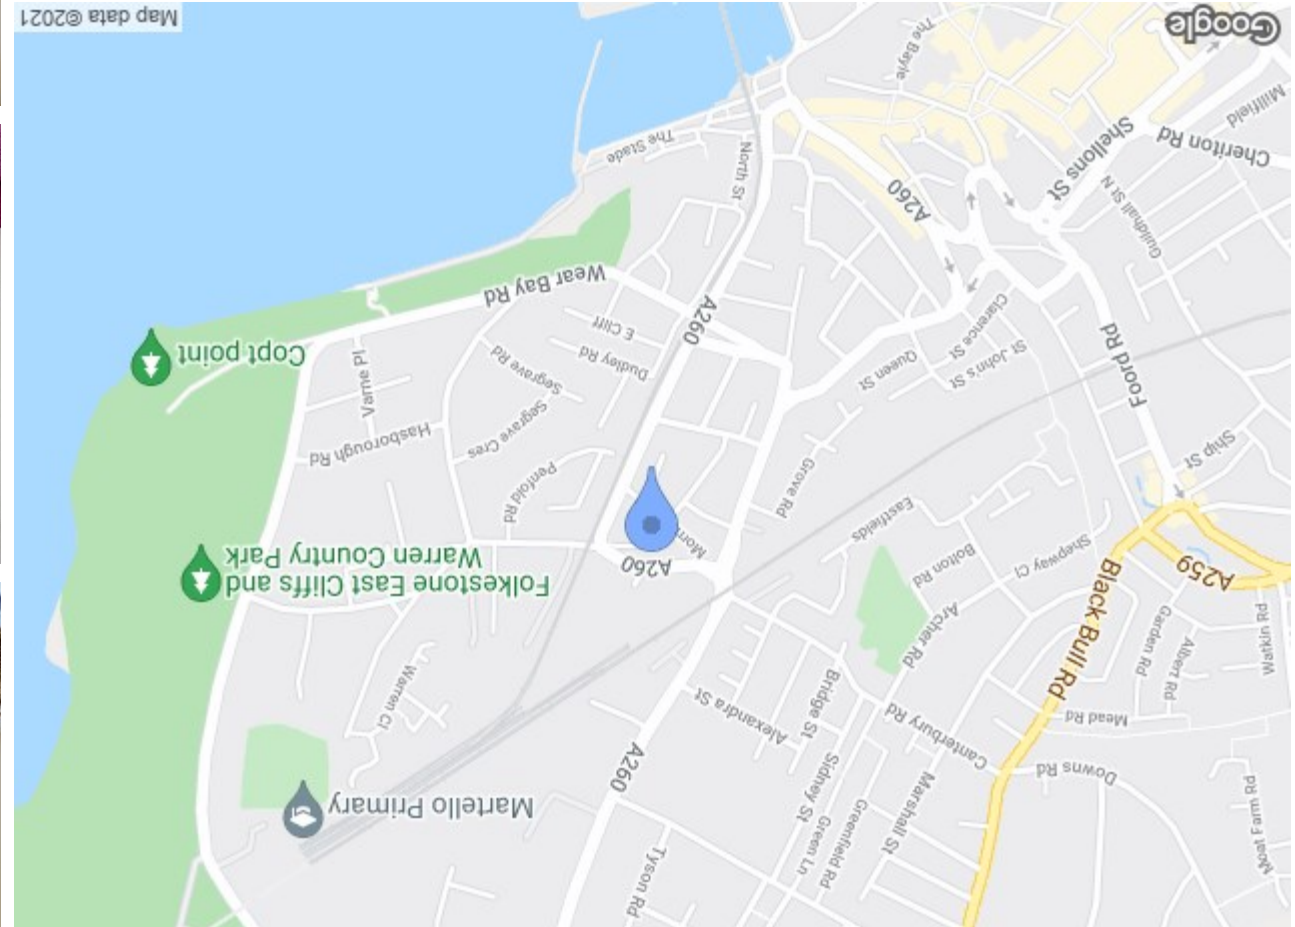 Tyson Rd
Moat Farm Rd
Greenfield Rd
Green Ln
Marshall St
Martello Primary
Downs Rd
Sidney St
A260
Canterbury Rd
Mead Rd
Alexandra St
Bridge St
Warren Cl
Albert Rd
Garden Rd
Watkin Rd
Black Bull Rd
Archer Rd
A259
Bolton Rd
Shepway Cl
A260
Folkestone East Cliffs and
Warren Country Park
Morri
Eastfields
Penfold Rd
Grove Rd
Ship St
Hasborough Rd
Segrave Cres
Foord Rd
Varne Pl
St John's St
Queen St
Segrave Rd
Dudley Rd
Copt point
Clarence St
E Cliff
A260
Wear Bay Rd
Guildhall St N
A260
Shellons St
North St
The Stade
Cheriton Rd
Millfield
The Bayle
Google
Map data ©2021